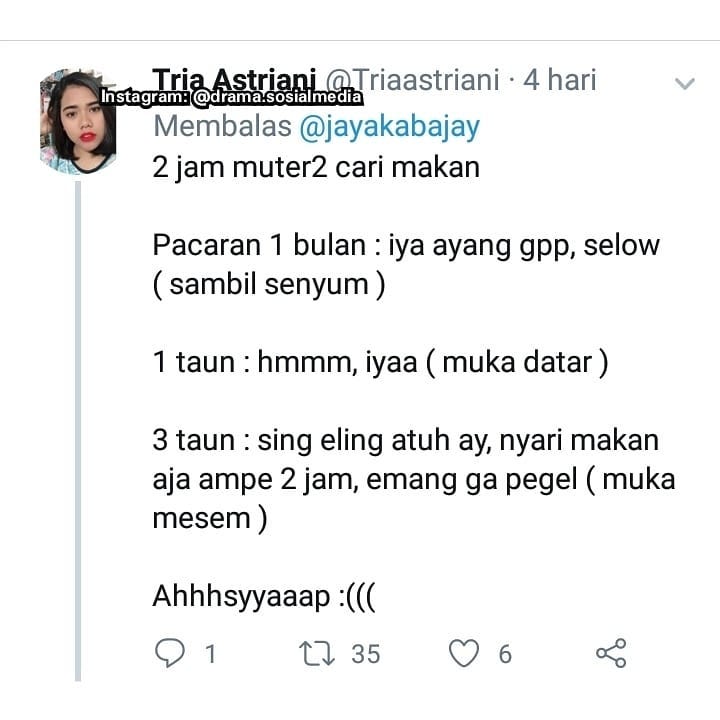 Tria Astriani @Triaastriani · 4 hari
Instagram: @drama.sosialmedia
Membalas @jayakabajay
2 jam muter2 cari makan
Pacaran 1 bulan : iya ayang gpp, selow
( sambil senyum )
1 taun : hmmm, iyaa ( muka datar )
3 taun : sing eling atuh ay, nyari makan
aja ampe 2 jam, emang ga pegel ( muka
mesem )
Ahhhsyyaaap :(((
1 35 6